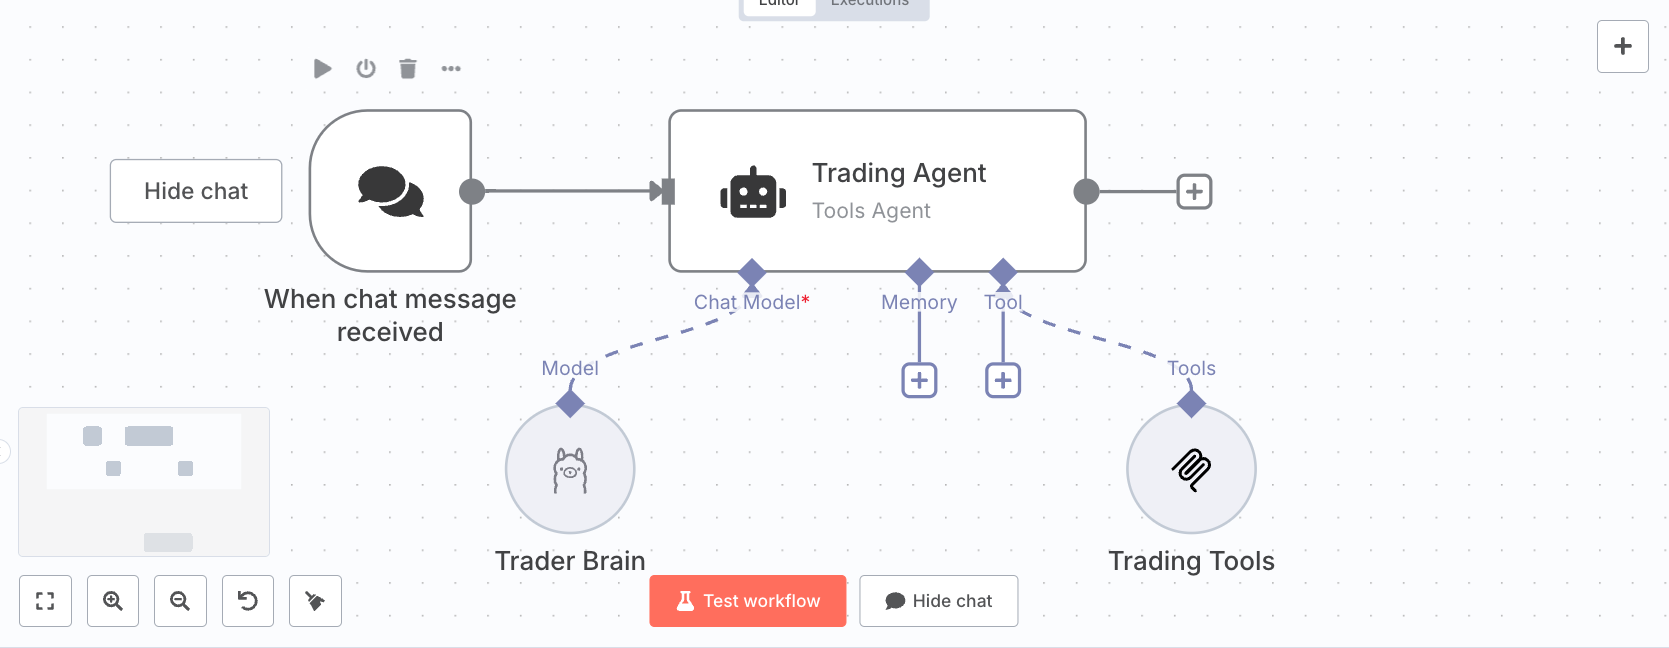 Editor
Executions
Hide chat
When chat message
received
Trading Agent
Tools Agent
Chat Model*
Memory
Tool
Model
Tools
Trader Brain
Trading Tools
Test workflow
Hide chat